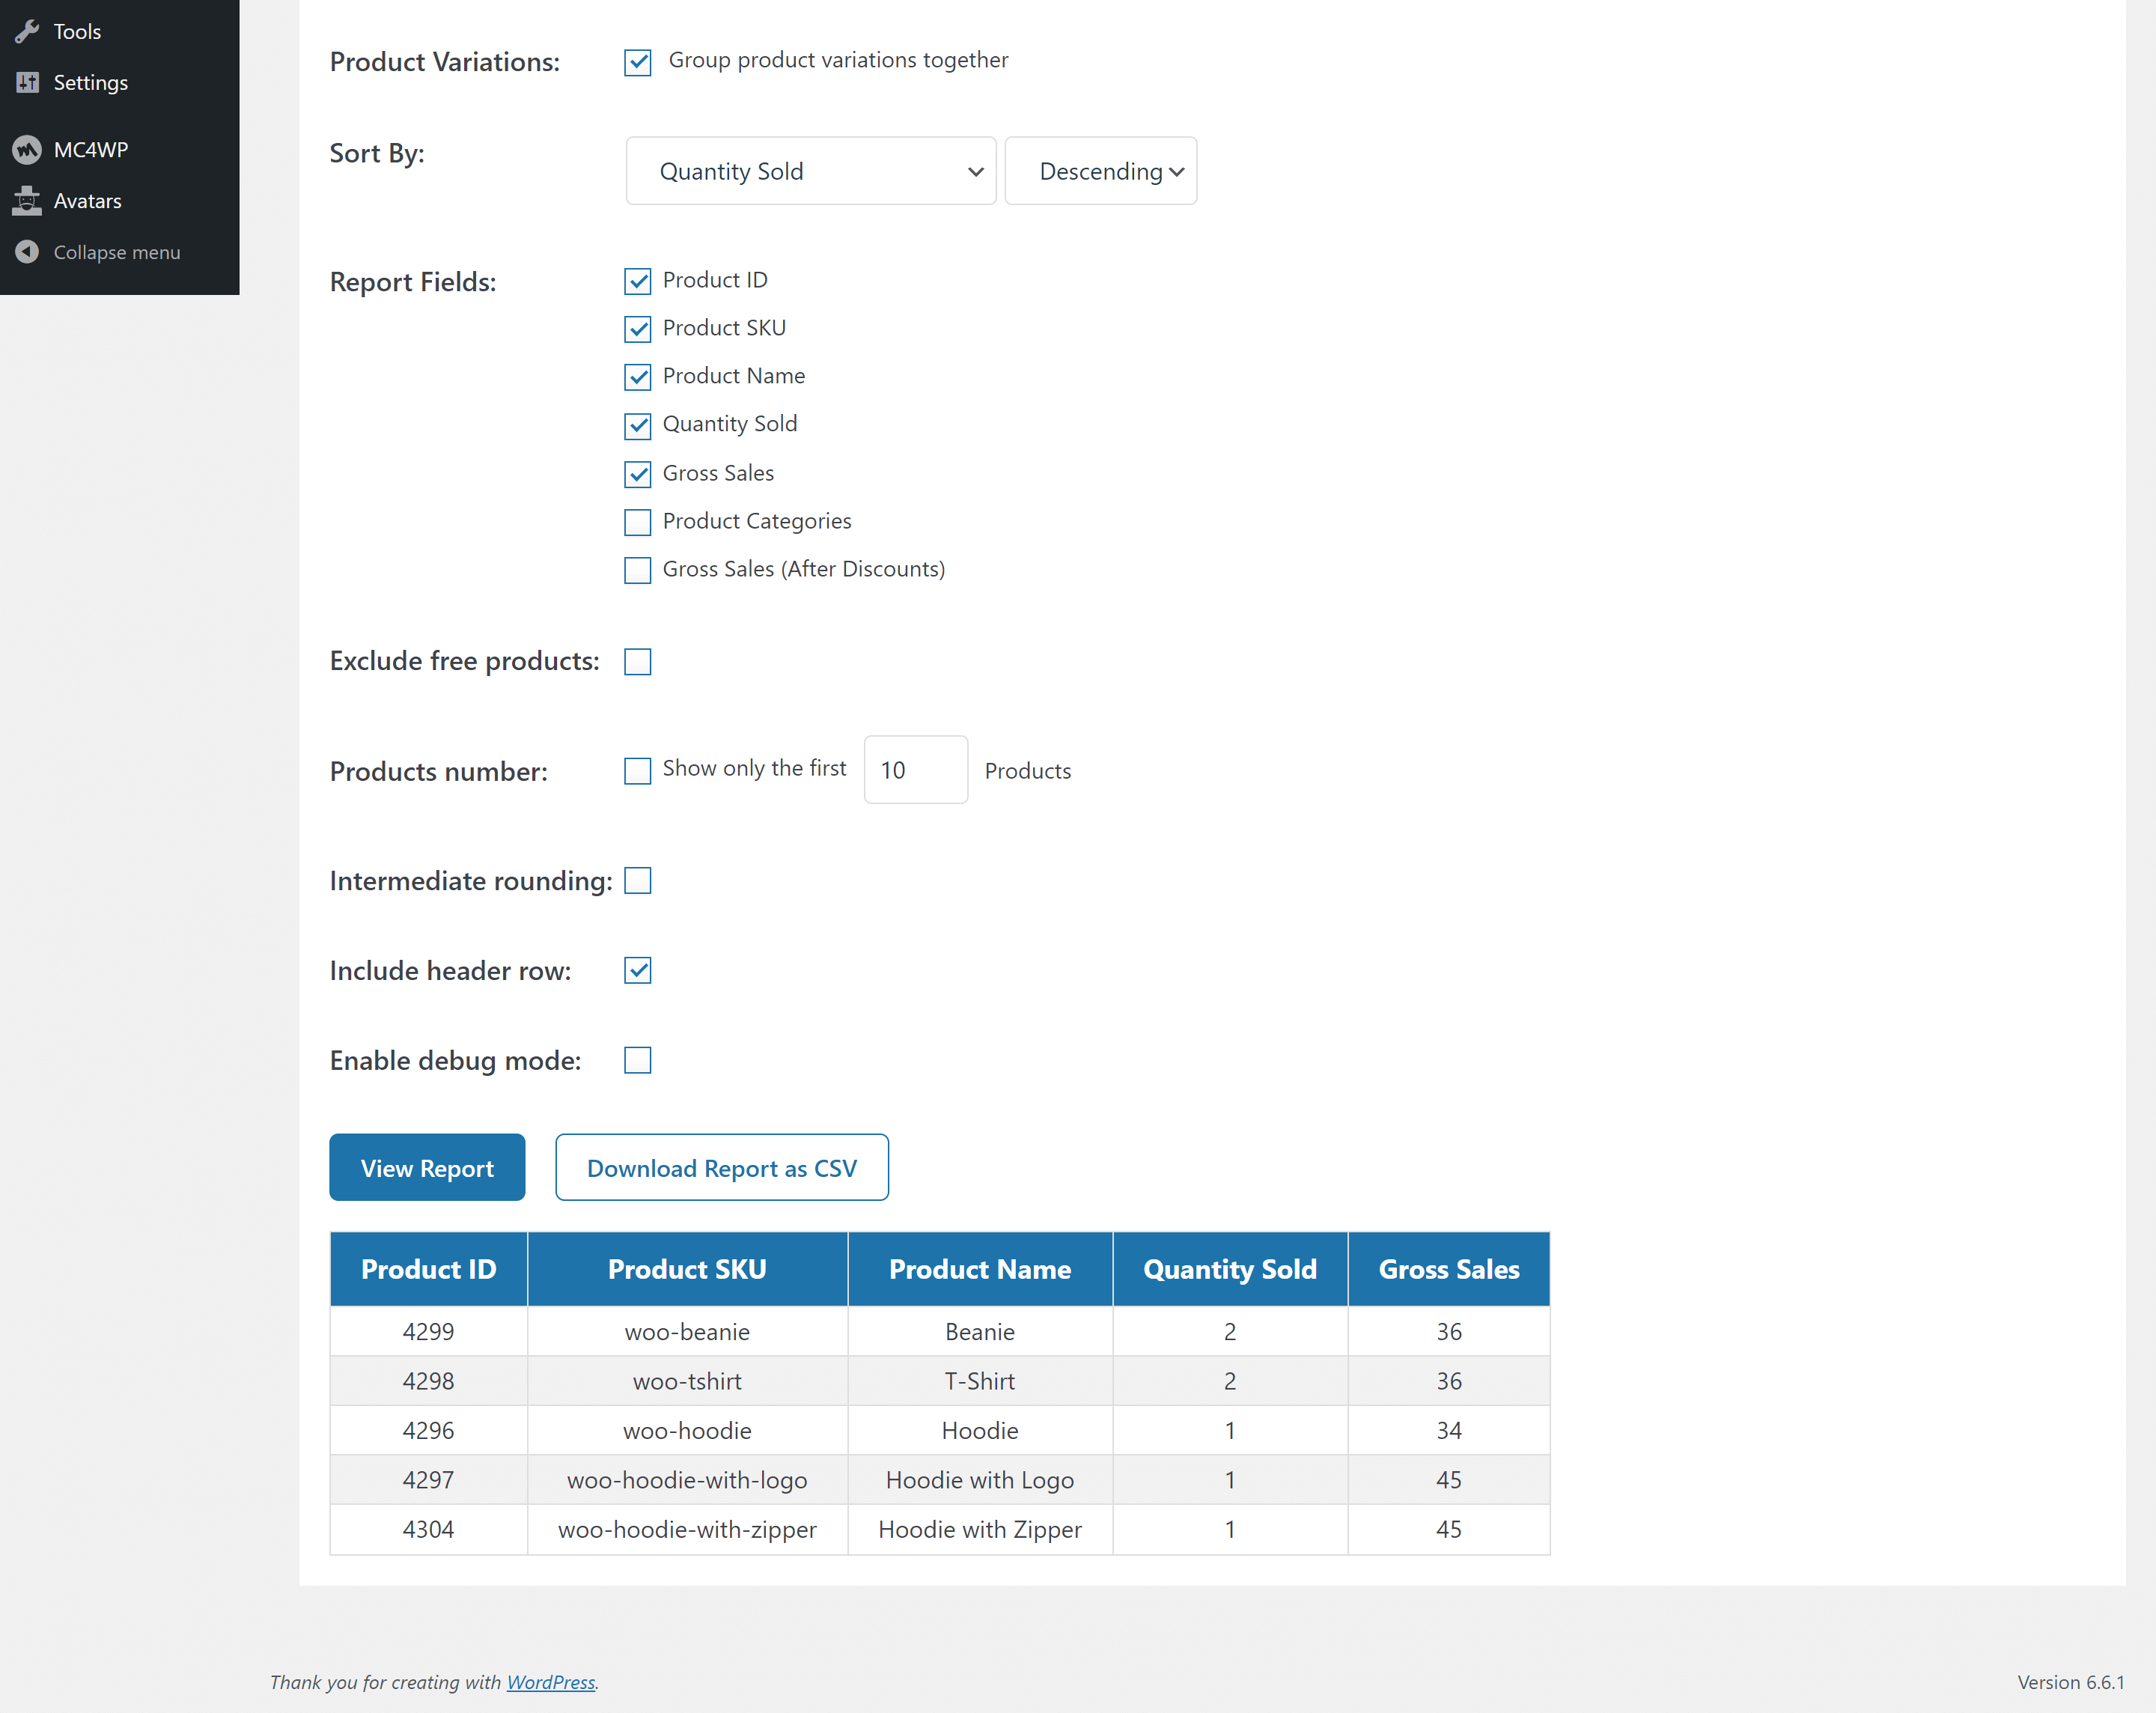 Tools
Settings
MC4WP
Avatars
Collapse menu
Product Variations: Group product variations together
Sort By: Quantity Sold Descending
Report Fields: Product ID
Product SKU
Product Name
Quantity Sold
Gross Sales
Product Categories
Gross Sales (After Discounts)
Exclude free products:
Products number: Show only the first 10 Products
Intermediate rounding:
Include header row:
Enable debug mode:
View Report Download Report as CSV
Product ID Product SKU Product Name Quantity Sold Gross Sales
4299 woo-beanie Beanie 2 36
4298 woo-tshirt T-Shirt 2 36
4296 woo-hoodie Hoodie 1 34
4297 woo-hoodie-with-logo Hoodie with Logo 1 45
4304 woo-hoodie-with-zipper Hoodie with Zipper 1 45
Thank you for creating with WordPress. Version 6.6.1